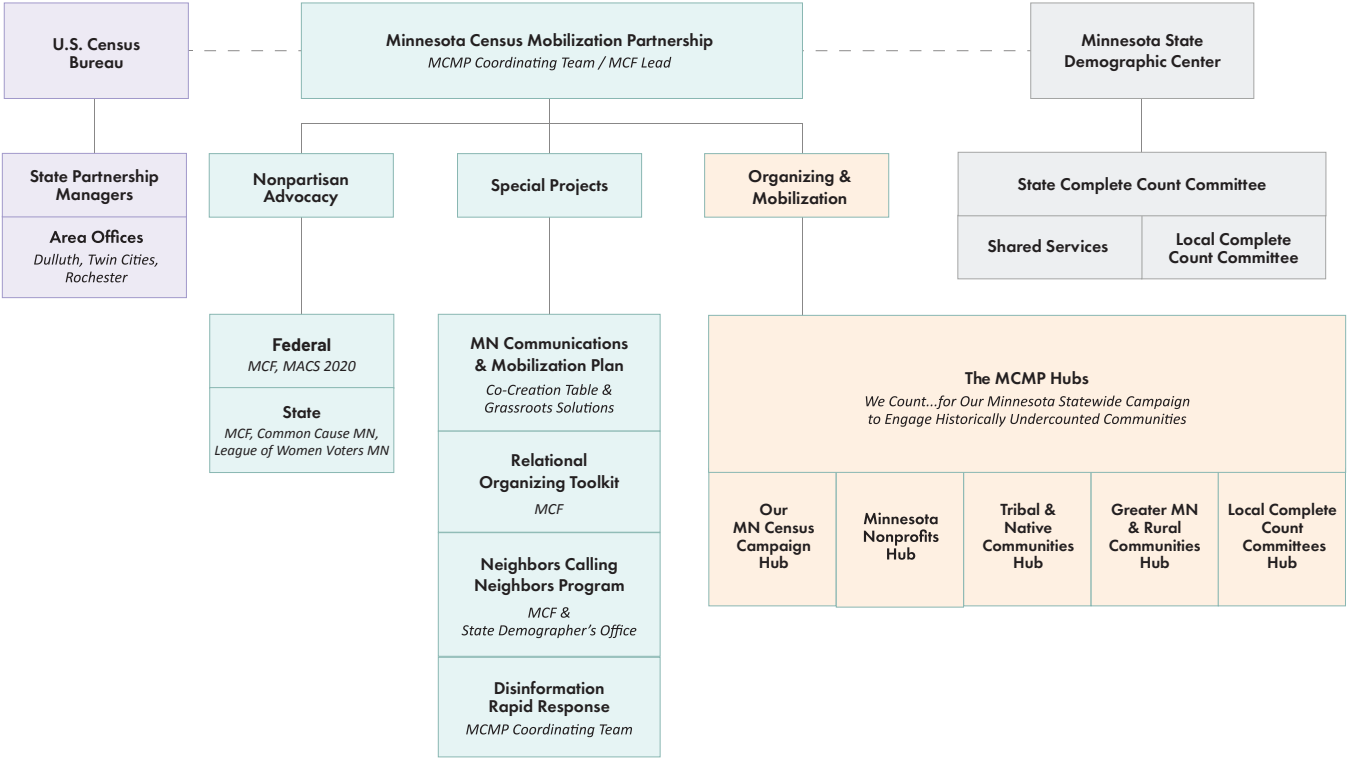 U.S. Census
Bureau
Minnesota Census Mobilization Partnership
MCMP Coordinating Team / MCF Lead
Minnesota State
Demographic Center
State Partnership
Managers
Area Offices
Dulluth, Twin Cities,
Rochester
Nonpartisan
Advocacy
Special Projects
Organizing &
Mobilization
State Complete Count Committee
Shared Services
Local Complete
Count Committee
Federal
MCF, MACS 2020
State
MCF, Common Cause MN,
League of Women Voters MN
MN Communications
& Mobilization Plan
Co-Creation Table &
Grassroots Solutions
Relational
Organizing Toolkit
MCF
Neighbors Calling
Neighbors Program
MCF &
State Demographer’s Office
Disinformation
Rapid Response
MCMP Coordinating Team
The MCMP Hubs
We Count...for Our Minnesota Statewide Campaign
to Engage Historically Undercounted Communities
Our
MN Census
Campaign
Hub
Minnesota
Nonprofits
Hub
Tribal &
Native
Communities
Hub
Greater MN
& Rural
Communities
Hub
Local Complete
Count
Committees
Hub